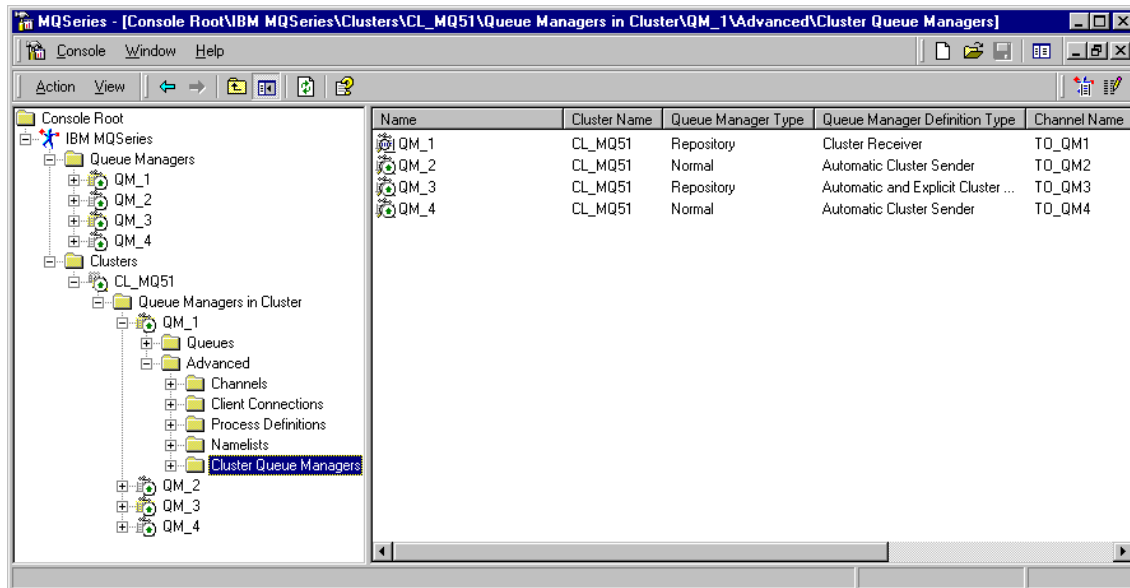 MQSeries - [Console Root\IBM MQSeries\Clusters\CL_MQ51\Queue Managers in Cluster\QM_1\Advanced\Cluster Queue Managers]
Console Window Help
Action View
Console Root
IBM MQSeries
Queue Managers
QM_1
QM_2
QM_3
QM_4
Clusters
CL_MQ51
Queue Managers in Cluster
QM_1
Queues
Advanced
Channels
Client Connections
Process Definitions
Namelists
Cluster Queue Managers
QM_2
QM_3
QM_4
Name Cluster Name Queue Manager Type Queue Manager Definition Type Channel Name
QM_1 CL_MQ51 Repository Cluster Receiver TO_QM1
QM_2 CL_MQ51 Normal Automatic Cluster Sender TO_QM2
QM_3 CL_MQ51 Repository Automatic and Explicit Cluster ... TO_QM3
QM_4 CL_MQ51 Normal Automatic Cluster Sender TO_QM4